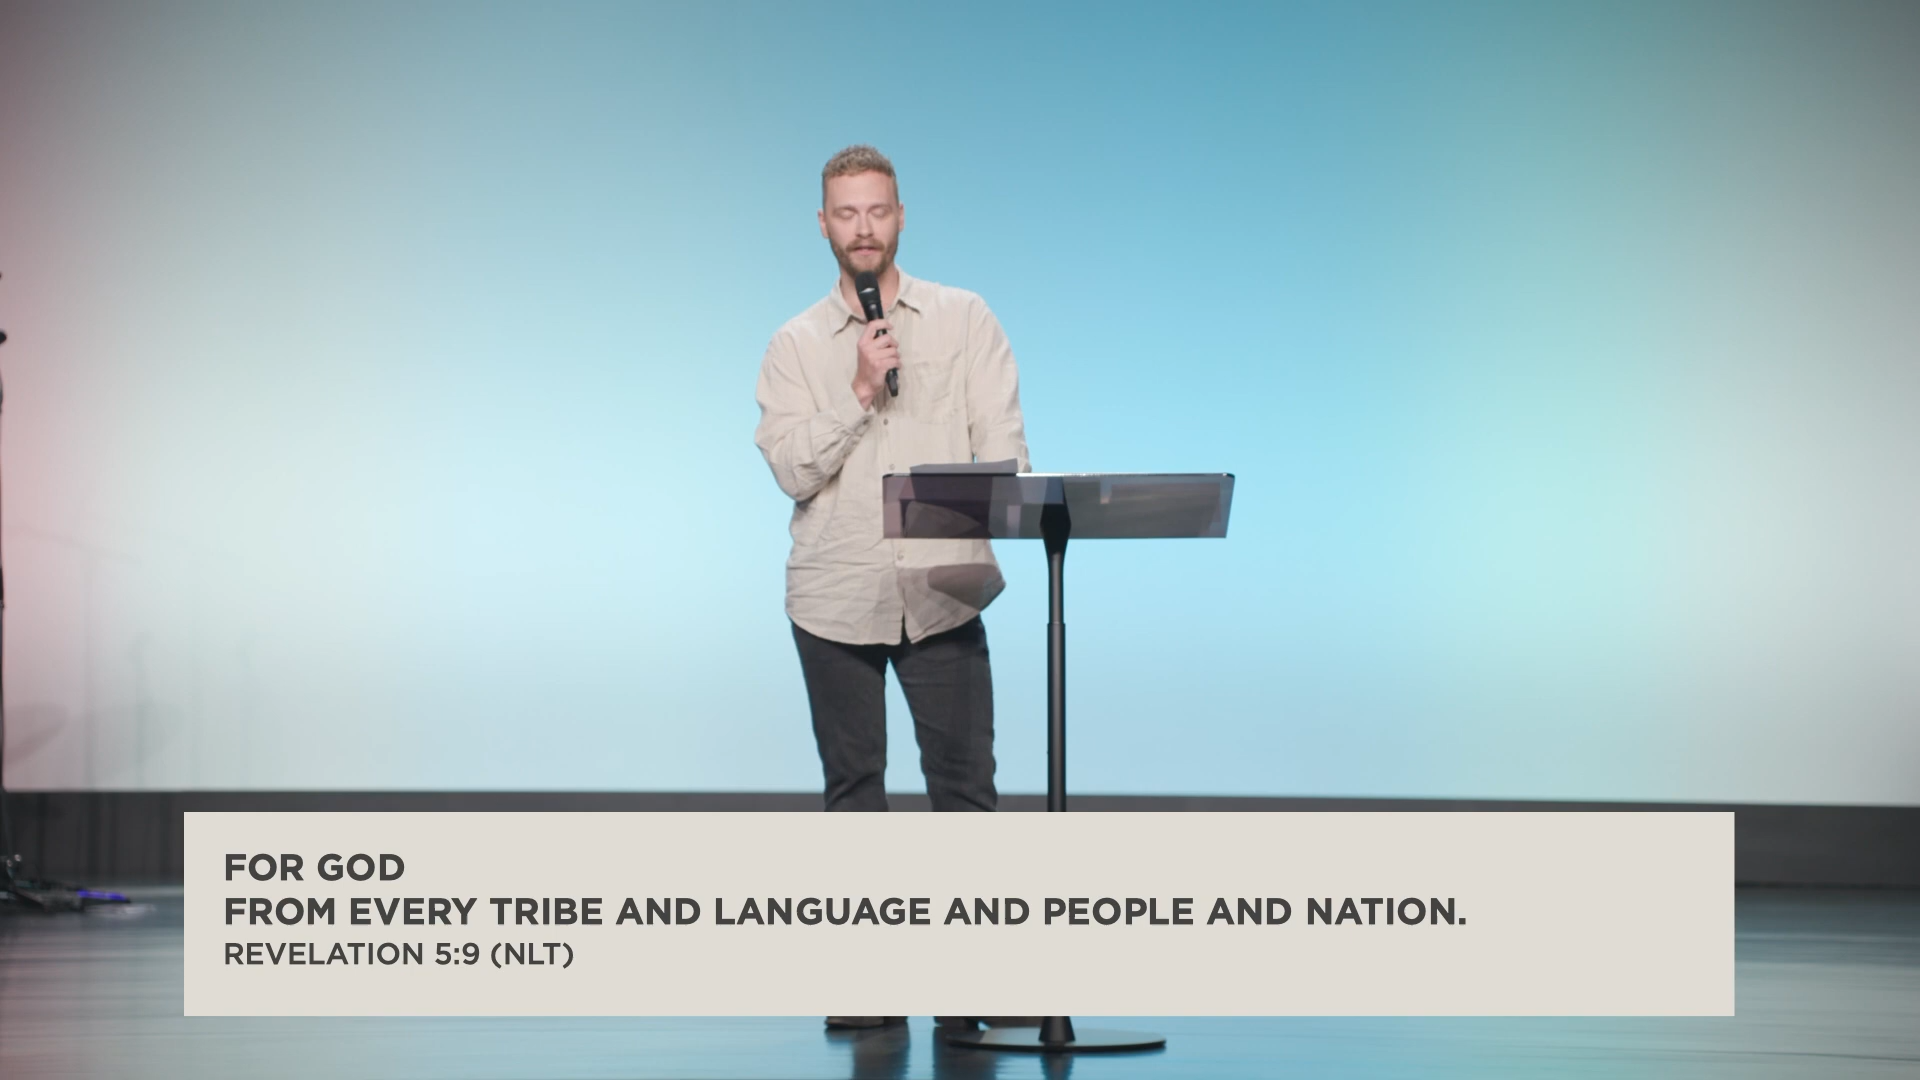 FOR GOD
FROM EVERY TRIBE AND LANGUAGE AND PEOPLE AND NATION.
REVELATION 5:9 (NLT)